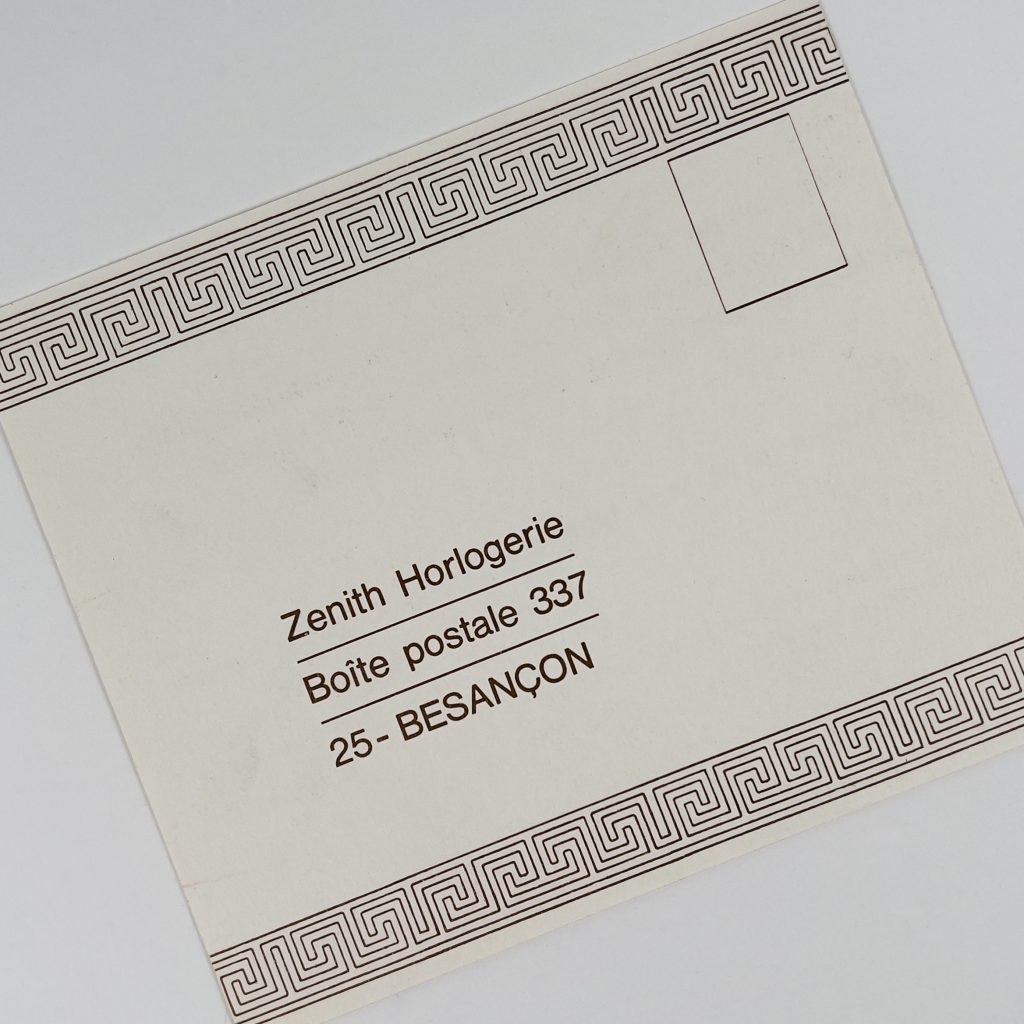 Zenith Horlogerie
Boîte postale 337
25 - BESANÇON